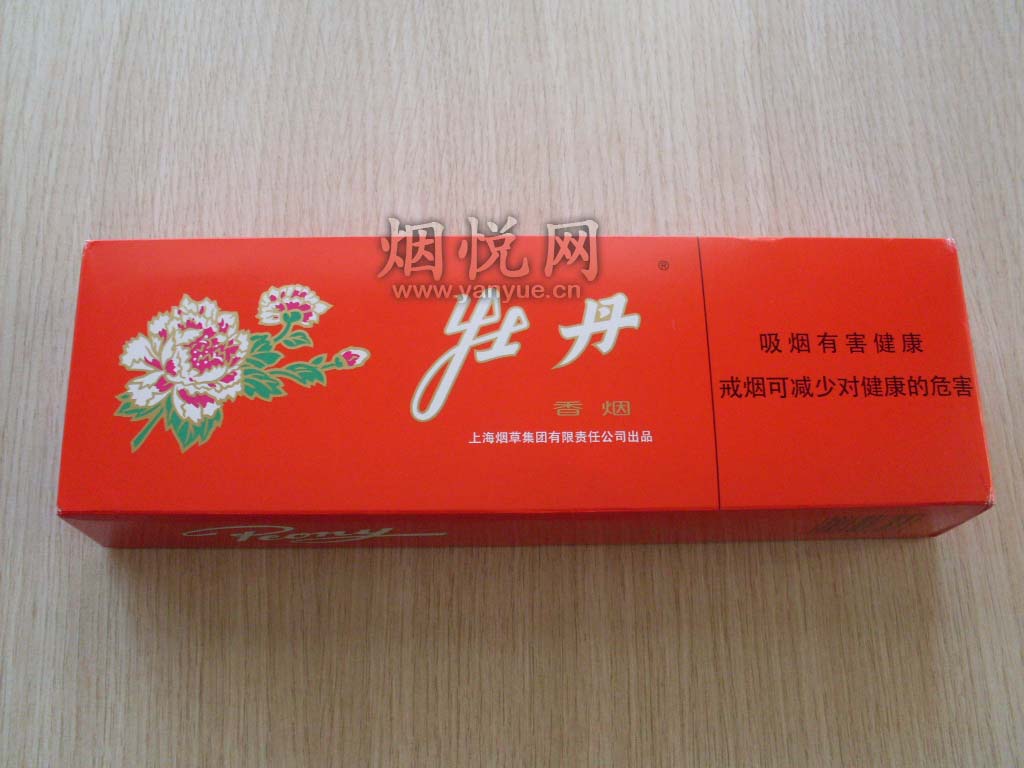 烟悦网
www.yanyue.cn
®
牡丹
香烟
上海烟草集团有限责任公司出品
吸烟有害健康
戒烟可减少对健康的危害
Peony